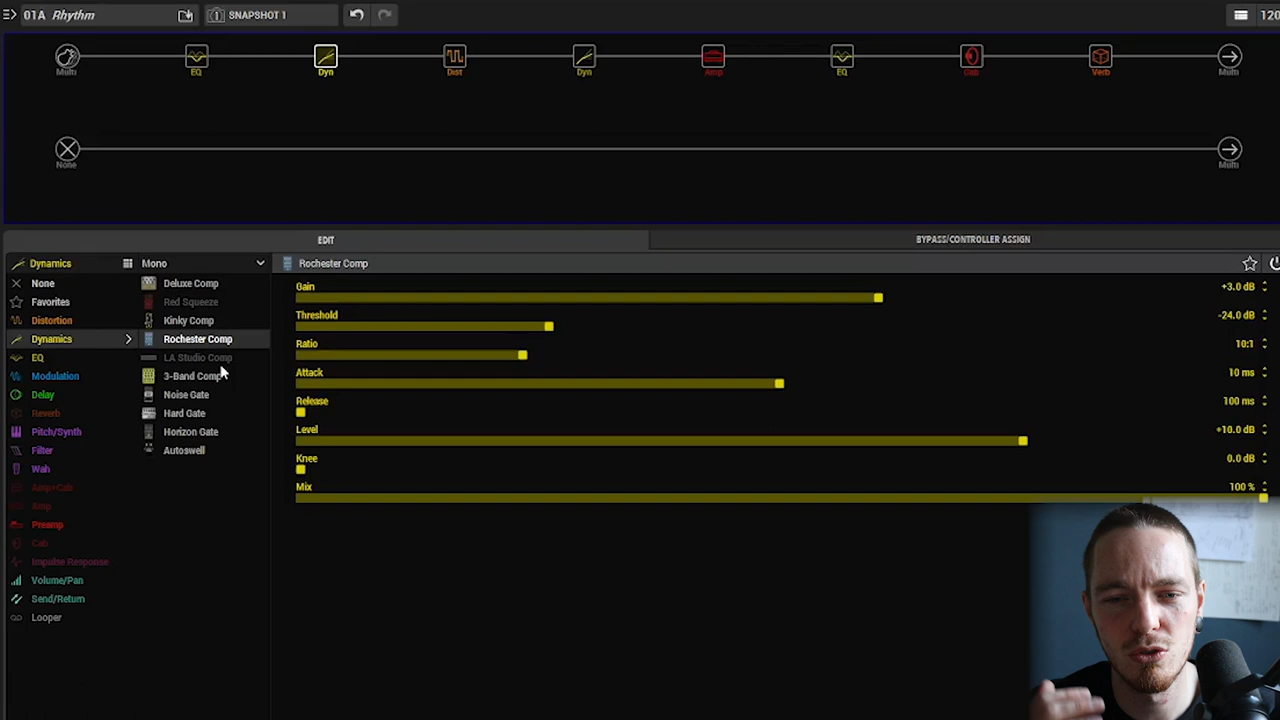 01A Rhythm
1 SNAPSHOT 1
120
Multi EQ Dyn Dist Dyn Amp EQ Cab Verb Multi
None Multi
EDIT BYPASS/CONTROLLER ASSIGN
Dynamics Mono Rochester Comp
None Deluxe Comp Gain +3.0 dB
Favorites Red Squeeze
Distortion Kinky Comp Threshold -24.0 dB
Dynamics Rochester Comp Ratio 10:1
EQ LA Studio Comp
Modulation 3-Band Comp Attack 10 ms
Delay Noise Gate Release 100 ms
Reverb Hard Gate
Pitch/Synth Horizon Gate Level +10.0 dB
Filter Autoswell Knee 0.0 dB
Wah
Amp+Cab Mix 100 %
Amp
Preamp
Cab
Impulse Response
Volume/Pan
Send/Return
Looper